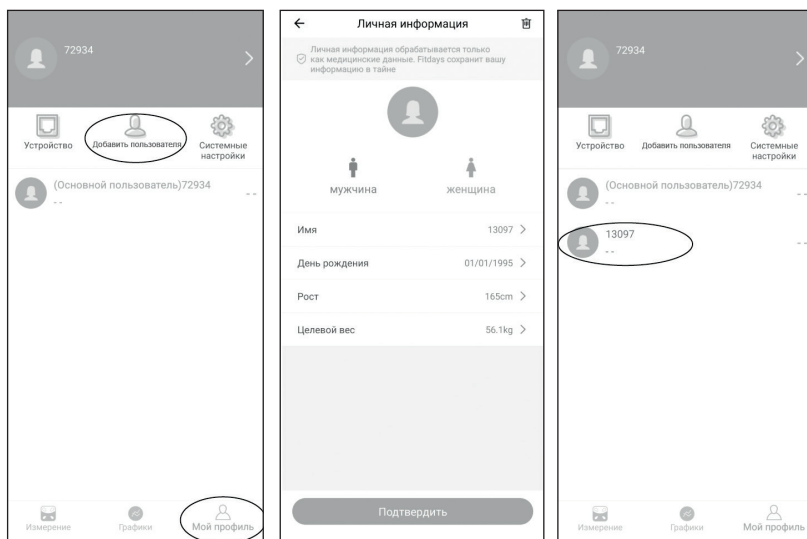 72934
Устройство
Добавить пользователя
Системные
настройки
(Основной пользователь)72934
- -
- -
Измерение
Графики
Мой профиль
Личная информация
Личная информация обрабатывается только
как медицинские данные. Fitdays сохранит вашу
информацию в тайне
мужчина
женщина
Имя
13097
День рождения
01/01/1995
Рост
165cm
Целевой вес
56.1kg
Подтвердить
72934
Устройство
Добавить пользователя
Системные
настройки
(Основной пользователь)72934
- -
- -
13097
- -
- -
Измерение
Графики
Мой профиль